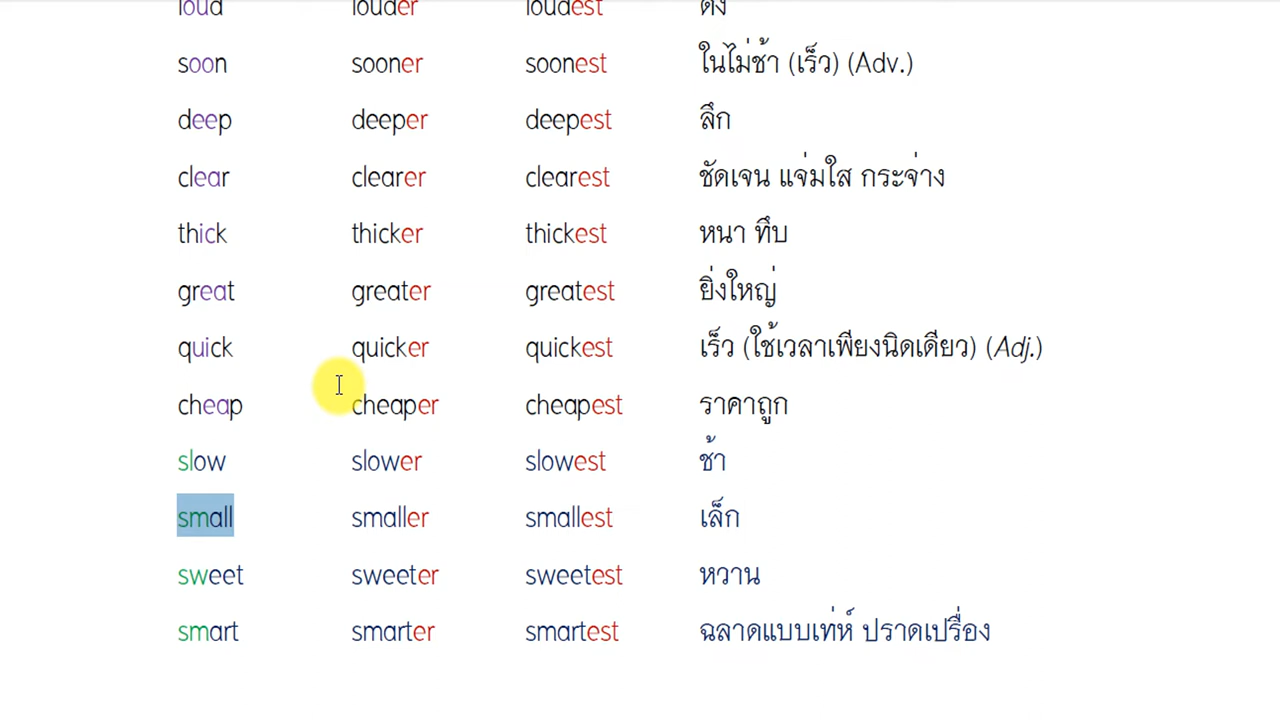 loud louder loudest ดัง
soon sooner soonest ในไม่ช้า (เร็ว) (Adv.)
deep deeper deepest ลึก
clear clearer clearest ชัดเจน แจ่มใส กระจ่าง
thick thicker thickest หนา ทึบ
great greater greatest ยิ่งใหญ่
quick quicker quickest เร็ว (ใช้เวลาเพียงนิดเดียว) (Adj.)
cheap cheaper cheapest ราคาถูก
slow slower slowest ช้า
small smaller smallest เล็ก
sweet sweeter sweetest หวาน
smart smarter smartest ฉลาดแบบเท่ห์ ปราดเปรื่อง